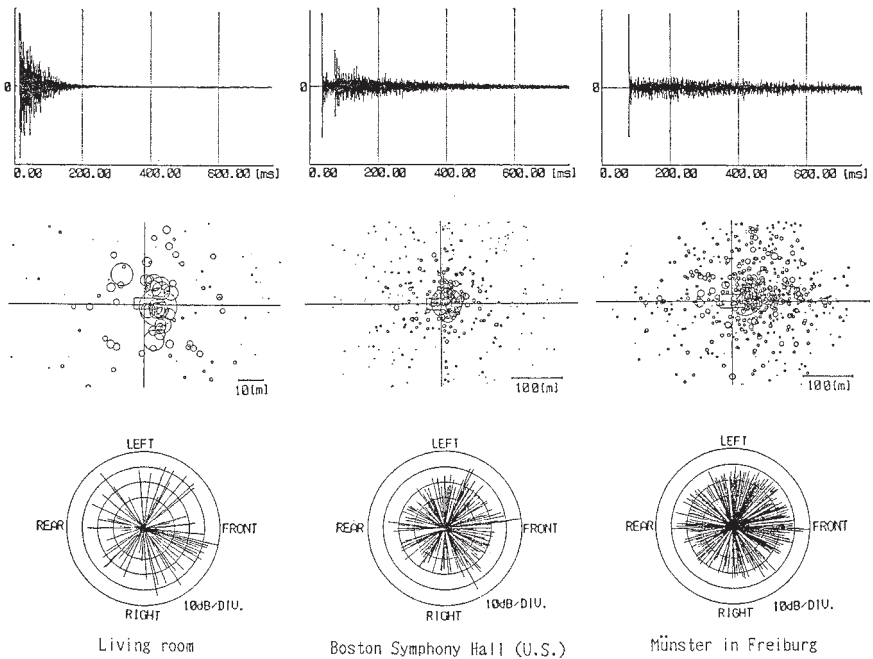 0
0.00 200.00 400.00 600.00 [ms]
0
0.00 200.00 400.00 600.00 [ms]
0
0.00 200.00 400.00 600.00 [ms]
10[m]
100[m]
100[m]
LEFT
REAR
FRONT
RIGHT
10dB/DIV.
LEFT
REAR
FRONT
RIGHT
10dB/DIV.
LEFT
REAR
FRONT
RIGHT
10dB/DIV.
Living room
Boston Symphony Hall (U.S.)
Münster in Freiburg